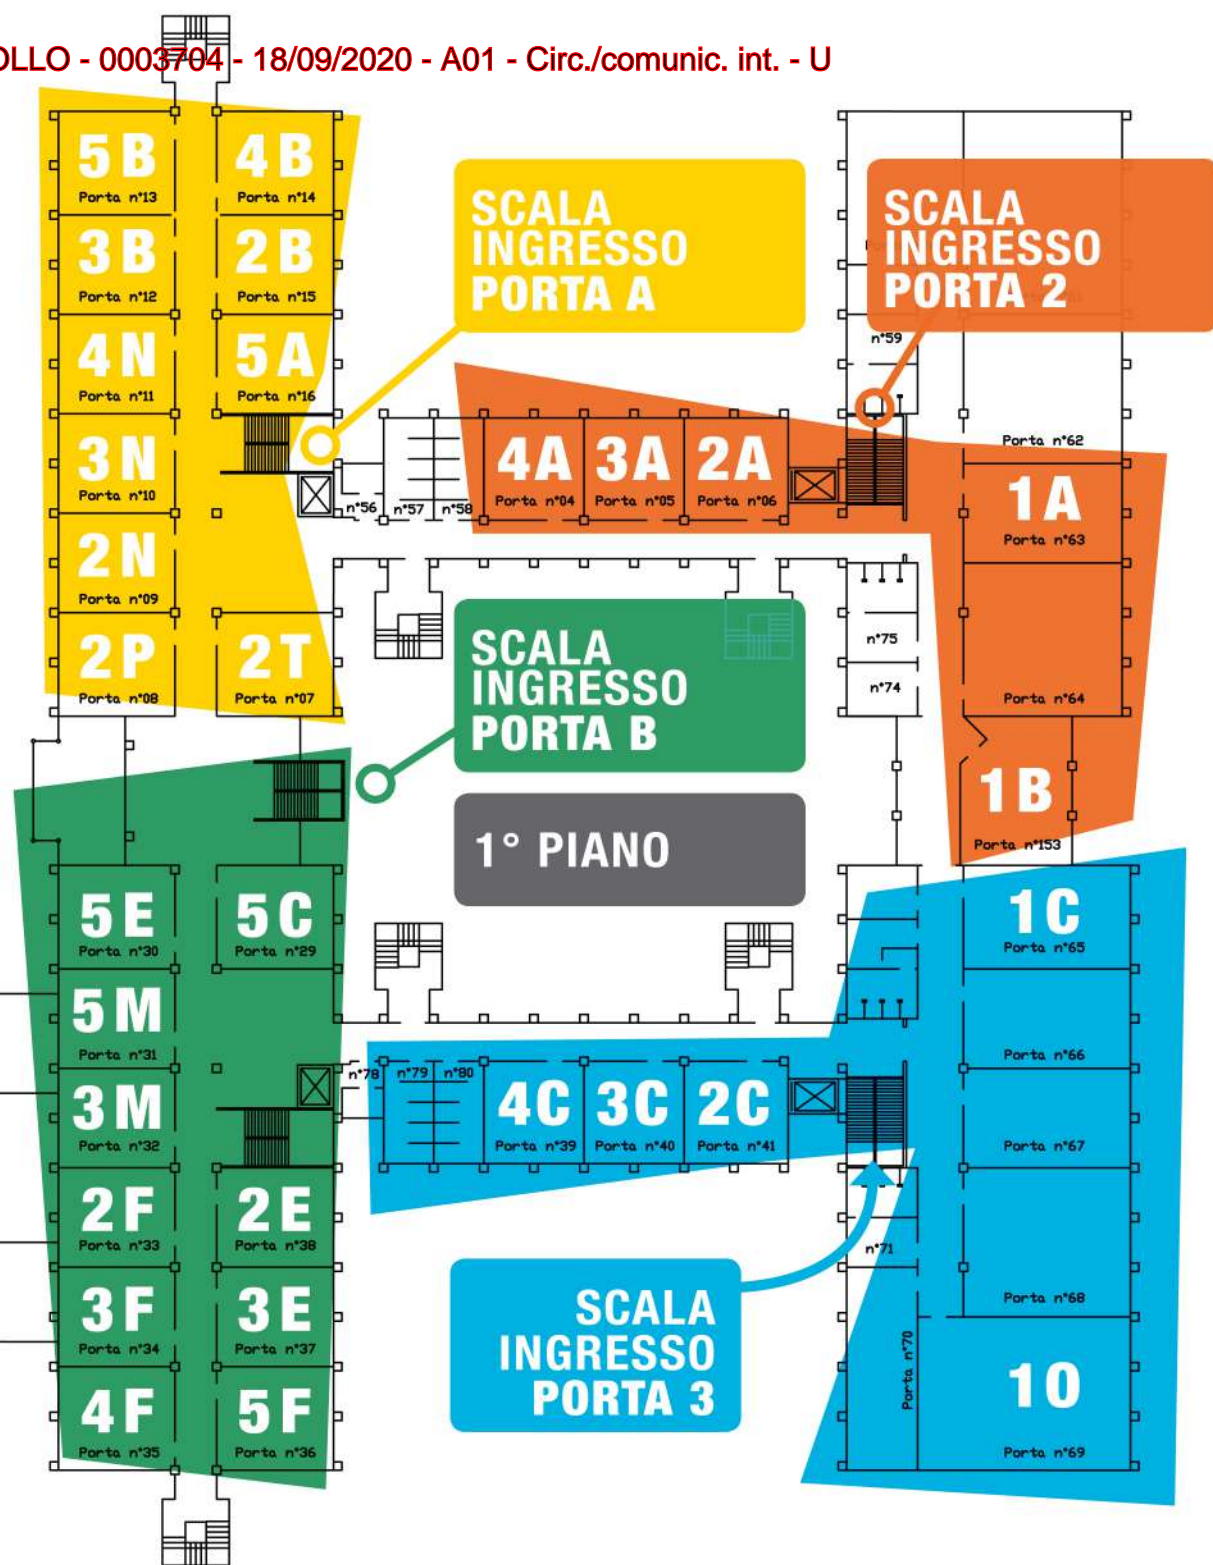 OLLO - 0003704 - 18/09/2020 - A01 - Circ./comunic. int. - U
5B
Porta n°13
4B
Porta n°14
3B
Porta n°12
2B
Porta n°15
4N
Porta n°11
5A
Porta n°16
3N
Porta n°10
2N
Porta n°09
2P
Porta n°08
2T
Porta n°07
SCALA
INGRESSO
PORTA A
SCALA
INGRESSO
PORTA 2
n°59
n°56
n°57
n°58
4A
Porta n°04
3A
Porta n°05
2A
Porta n°06
Porta n°62
1A
Porta n°63
n°75
n°74
Porta n°64
1B
Porta n°153
SCALA
INGRESSO
PORTA B
1° PIANO
5E
Porta n°30
5C
Porta n°29
5M
Porta n°31
3M
Porta n°32
2F
Porta n°33
2E
Porta n°38
3F
Porta n°34
3E
Porta n°37
4F
Porta n°35
5F
Porta n°36
n°78
n°79
n°80
4C
Porta n°39
3C
Porta n°40
2C
Porta n°41
1C
Porta n°65
Porta n°66
Porta n°67
n°71
Porta n°68
Porta n°70
10
Porta n°69
SCALA
INGRESSO
PORTA 3